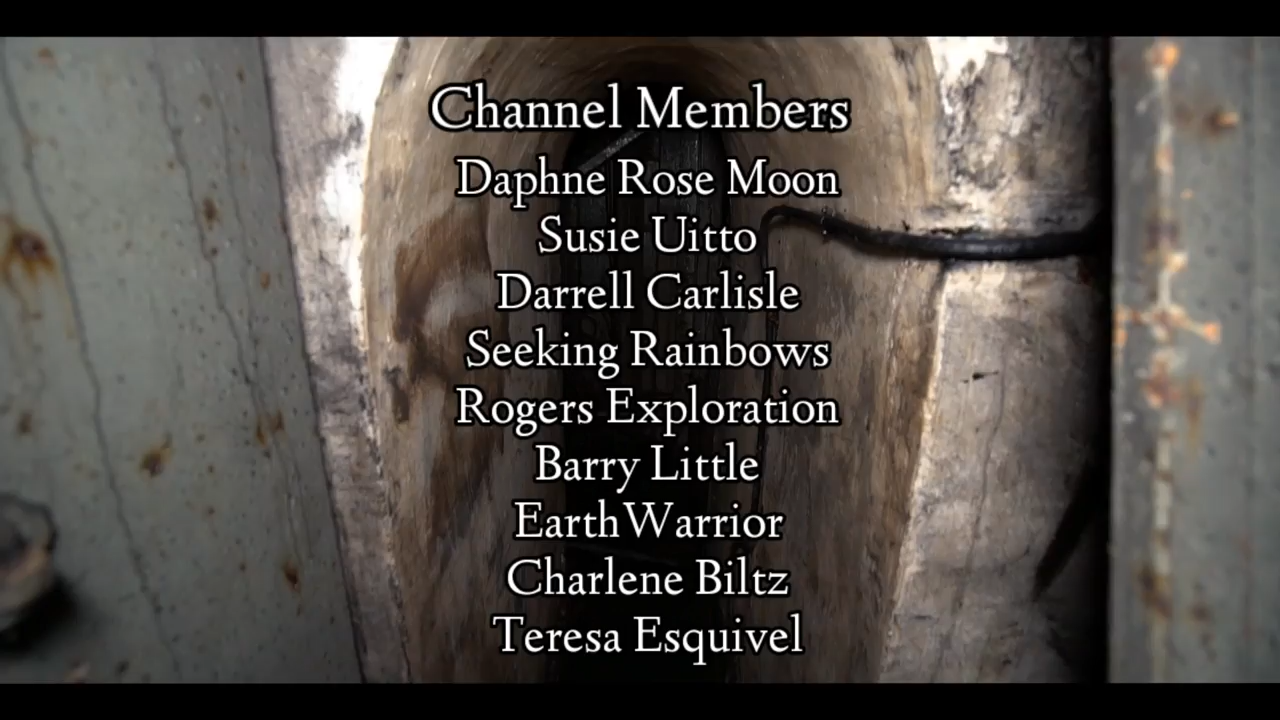 Channel Members
Daphne Rose Moon
Susie Uitto
Darrell Carlisle
Seeking Rainbows
Rogers Exploration
Barry Little
EarthWarrior
Charlene Biltz
Teresa Esquivel